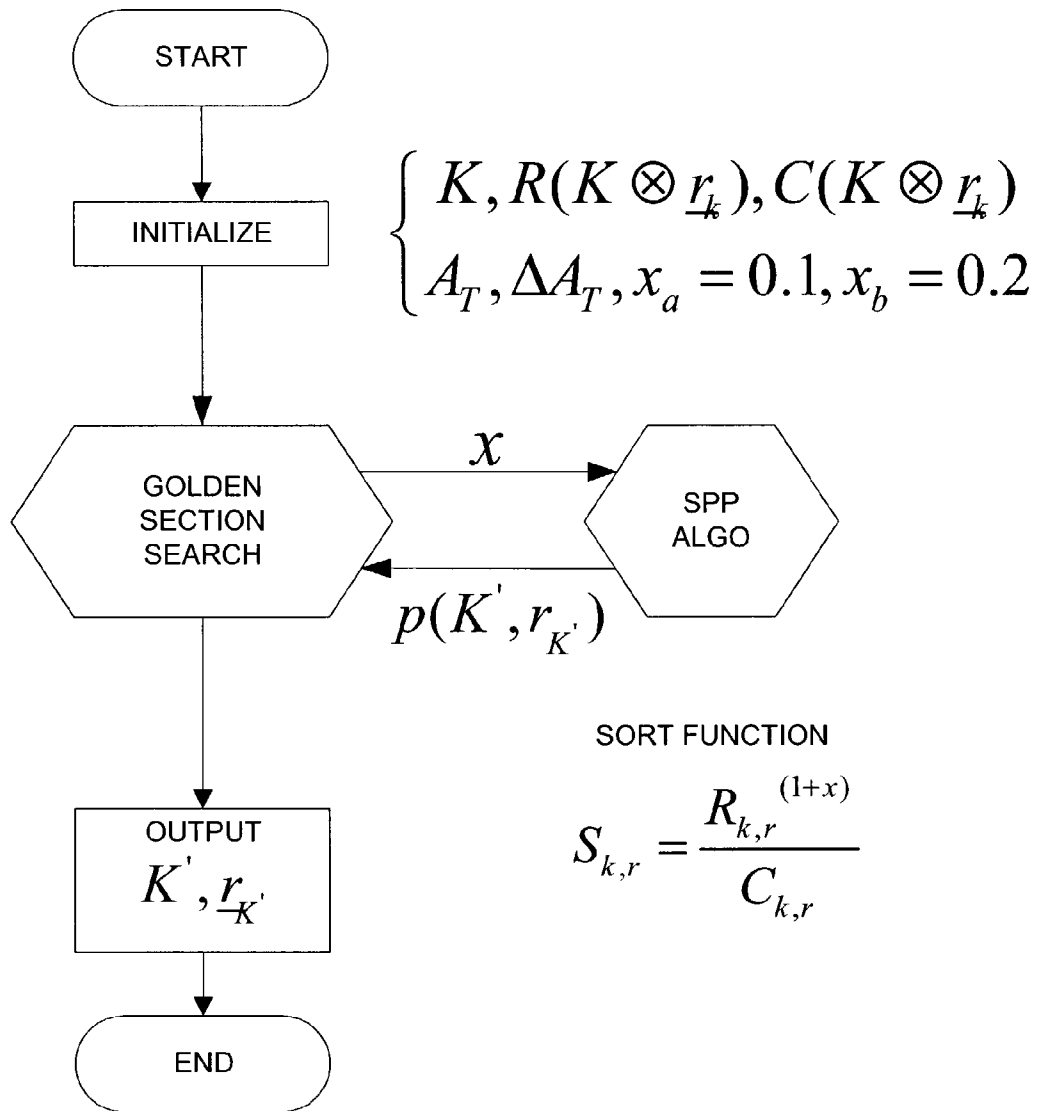 START
INITIALIZE
K, R(K ⊗ r_k), C(K ⊗ r_k)
A_T, ΔA_T, x_a = 0.1, x_b = 0.2
GOLDEN
SECTION
SEARCH
x
SPP
ALGO
p(K', r_K')
SORT FUNCTION
S_k,r = R_k,r^(1+x) / C_k,r
OUTPUT
K', r_K'
END